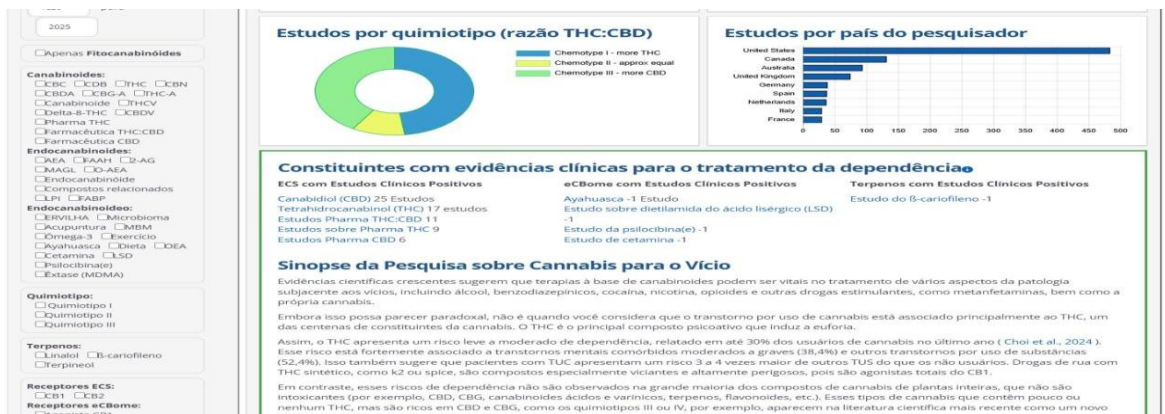 2025
Apenas Fitocanabinóides
Canabinoides:
CBC CDB THC CBN
CBDA CBG-A THC-A
Canabinoide THCV
Delta-8-THC CBDV
Pharma THC
Farmacêutica THC:CBD
Farmacêutica CBD
Endocanabinoides:
AEA FAAH 2-AG
MAGL O-AEA
Endocanabinóide
Compostos relacionados
LPI FABP
Endocanabinoideo:
ERVILHA Microbioma
Acupuntura MBM
Ômega-3 Exercício
Ayahuasca Dieta OEA
Cetamina LSD
Psilocibina(e)
Êxtase (MDMA)
Quimiotipo:
Quimiotipo I
Quimiotipo II
Quimiotipo III
Terpenos:
Linalol ß-cariofileno
Terpineol
Receptores ECS:
CB1 CB2
Receptores eCBome:
Estudos por quimiotipo (razão THC:CBD)
Chemotype I - more THC
Chemotype II - approx equal
Chemotype III - more CBD
Estudos por país do pesquisador
United States
Canada
Australia
United Kingdom
Germany
Spain
Netherlands
Italy
France
0 50 100 150 200 250 300 350 400 450 500
Constituintes com evidências clínicas para o tratamento da dependência
ECS com Estudos Clínicos Positivos
Canabidiol (CBD) 25 Estudos
Tetrahidrocanabinol (THC) 17 estudos
Estudos Pharma THC:CBD 11
Estudos sobre Pharma THC 9
Estudos Pharma CBD 6
eCBome com Estudos Clínicos Positivos
Ayahuasca -1 Estudo
Estudo sobre dietilamida do ácido lisérgico (LSD)
-1
Estudo da psilocibina(e) -1
Estudo de cetamina -1
Terpenos com Estudos Clínicos Positivos
Estudo do ß-cariofileno -1
Sinopse da Pesquisa sobre Cannabis para o Vício
Evidências científicas crescentes sugerem que terapias à base de canabinoides podem ser vitais no tratamento de vários aspectos da patologia
subjacente aos vícios, incluindo álcool, benzodiazepínicos, cocaína, nicotina, opioides e outras drogas estimulantes, como metanfetaminas, bem como a
própria cannabis.
Embora isso possa parecer paradoxal, não é quando você considera que o transtorno por uso de cannabis está associado principalmente ao THC, um
das centenas de constituintes da cannabis. O THC é o principal composto psicoativo que induz a euforia.
Assim, o THC apresenta um risco leve a moderado de dependência, relatado em até 30% dos usuários de cannabis no último ano ( Choi et al., 2024 ).
Esse risco está fortemente associado a transtornos mentais comórbidos moderados a graves (38,4%) e outros transtornos por uso de substâncias
(52,4%). Isso também sugere que pacientes com TUC apresentam um risco 3 a 4 vezes maior de outros TUS do que os não usuários. Drogas de rua com
THC sintético, como k2 ou spice, são compostos especialmente viciantes e altamente perigosos, pois são agonistas totais do CB1.
Em contraste, esses riscos de dependência não são observados na grande maioria dos compostos de cannabis de plantas inteiras, que não são
intoxicantes (por exemplo, CBD, CBG, canabinoides ácidos e varínicos, terpenos, flavonoides, etc.). Esses tipos de cannabis que contêm pouco ou
nenhum THC, mas são ricos em CBD e CBG, como os quimiotipos III ou IV, por exemplo, aparecem na literatura científica mais recente como um novo